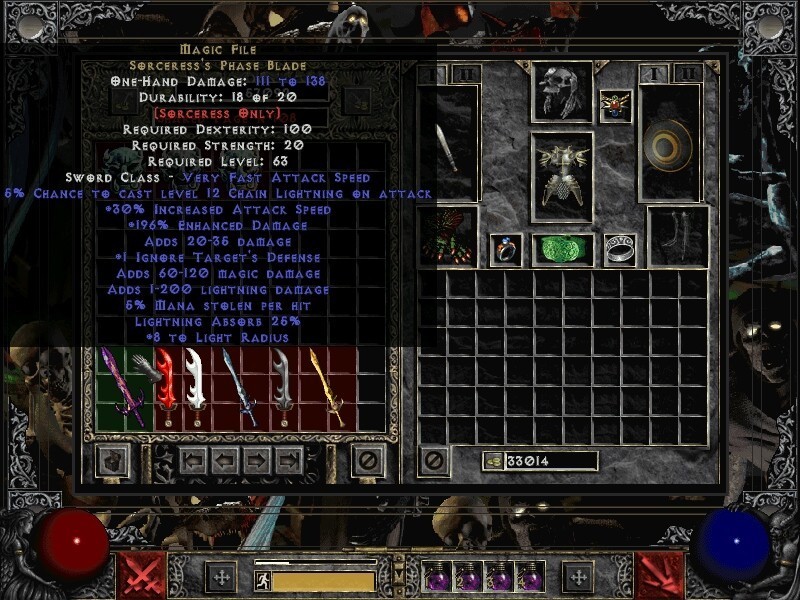 Magic File
Sorceress's Phase Blade
One-Hand Damage: 111 to 138
Durability: 18 of 20
(Sorceress Only)
Required Dexterity: 100
Required Strength: 20
Required Level: 63
Sword Class - Very Fast Attack Speed
5% Chance to cast level 12 Chain Lightning on attack
+30% Increased Attack Speed
+196% Enhanced Damage
Adds 20-35 damage
+1 Ignore Target's Defense
Adds 60-120 magic damage
Adds 1-200 lightning damage
5% Mana stolen per hit
Lightning Absorb 25%
+8 to Light Radius
I II
I II
33014